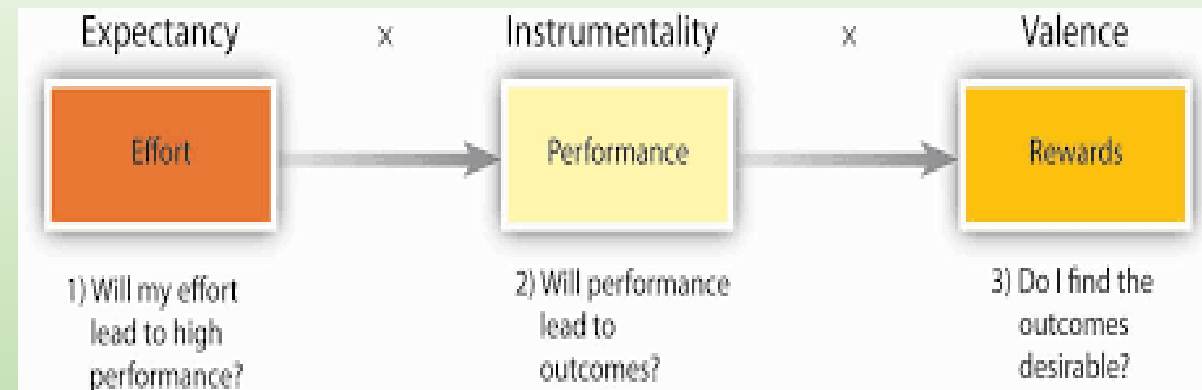 Expectancy x Instrumentality x Valence
Effort
Performance
Rewards
1) Will my effort
lead to high
performance?
2) Will performance
lead to
outcomes?
3) Do I find the
outcomes
desirable?